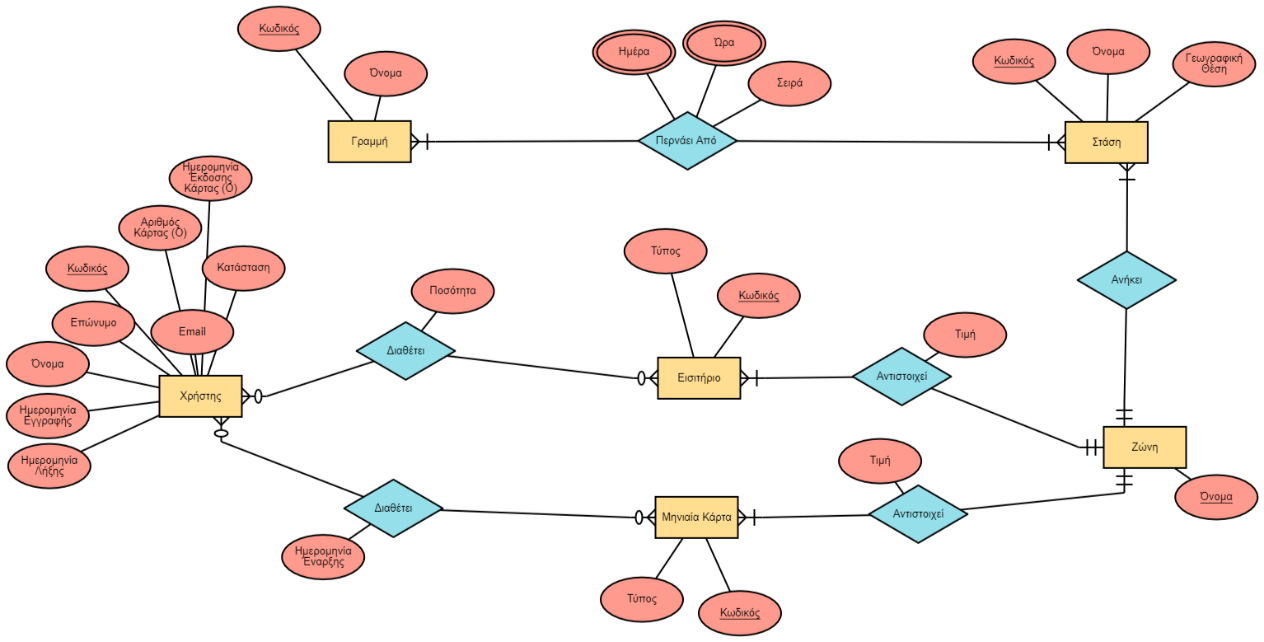 Κωδικός
Όνομα
Γραμμή
Ημέρα
Ώρα
Σειρά
Περνάει Από
Κωδικός
Όνομα
Γεωγραφική
Θέση
Στάση
Ημερομηνία
Έκδοσης
Κάρτας (Ο)
Αριθμός
Κάρτας (Ο)
Κωδικός
Κατάσταση
Επώνυμο
Email
Όνομα
Ημερομηνία
Εγγραφής
Ημερομηνία
Λήξης
Χρήστης
Ποσότητα
Διαθέτει
Τύπος
Κωδικός
Εισιτήριο
Τιμή
Αντιστοιχεί
Ανήκει
Ζώνη
Όνομα
Τιμή
Αντιστοιχεί
Διαθέτει
Ημερομηνία
Έναρξης
Μηνιαία Κάρτα
Τύπος
Κωδικός